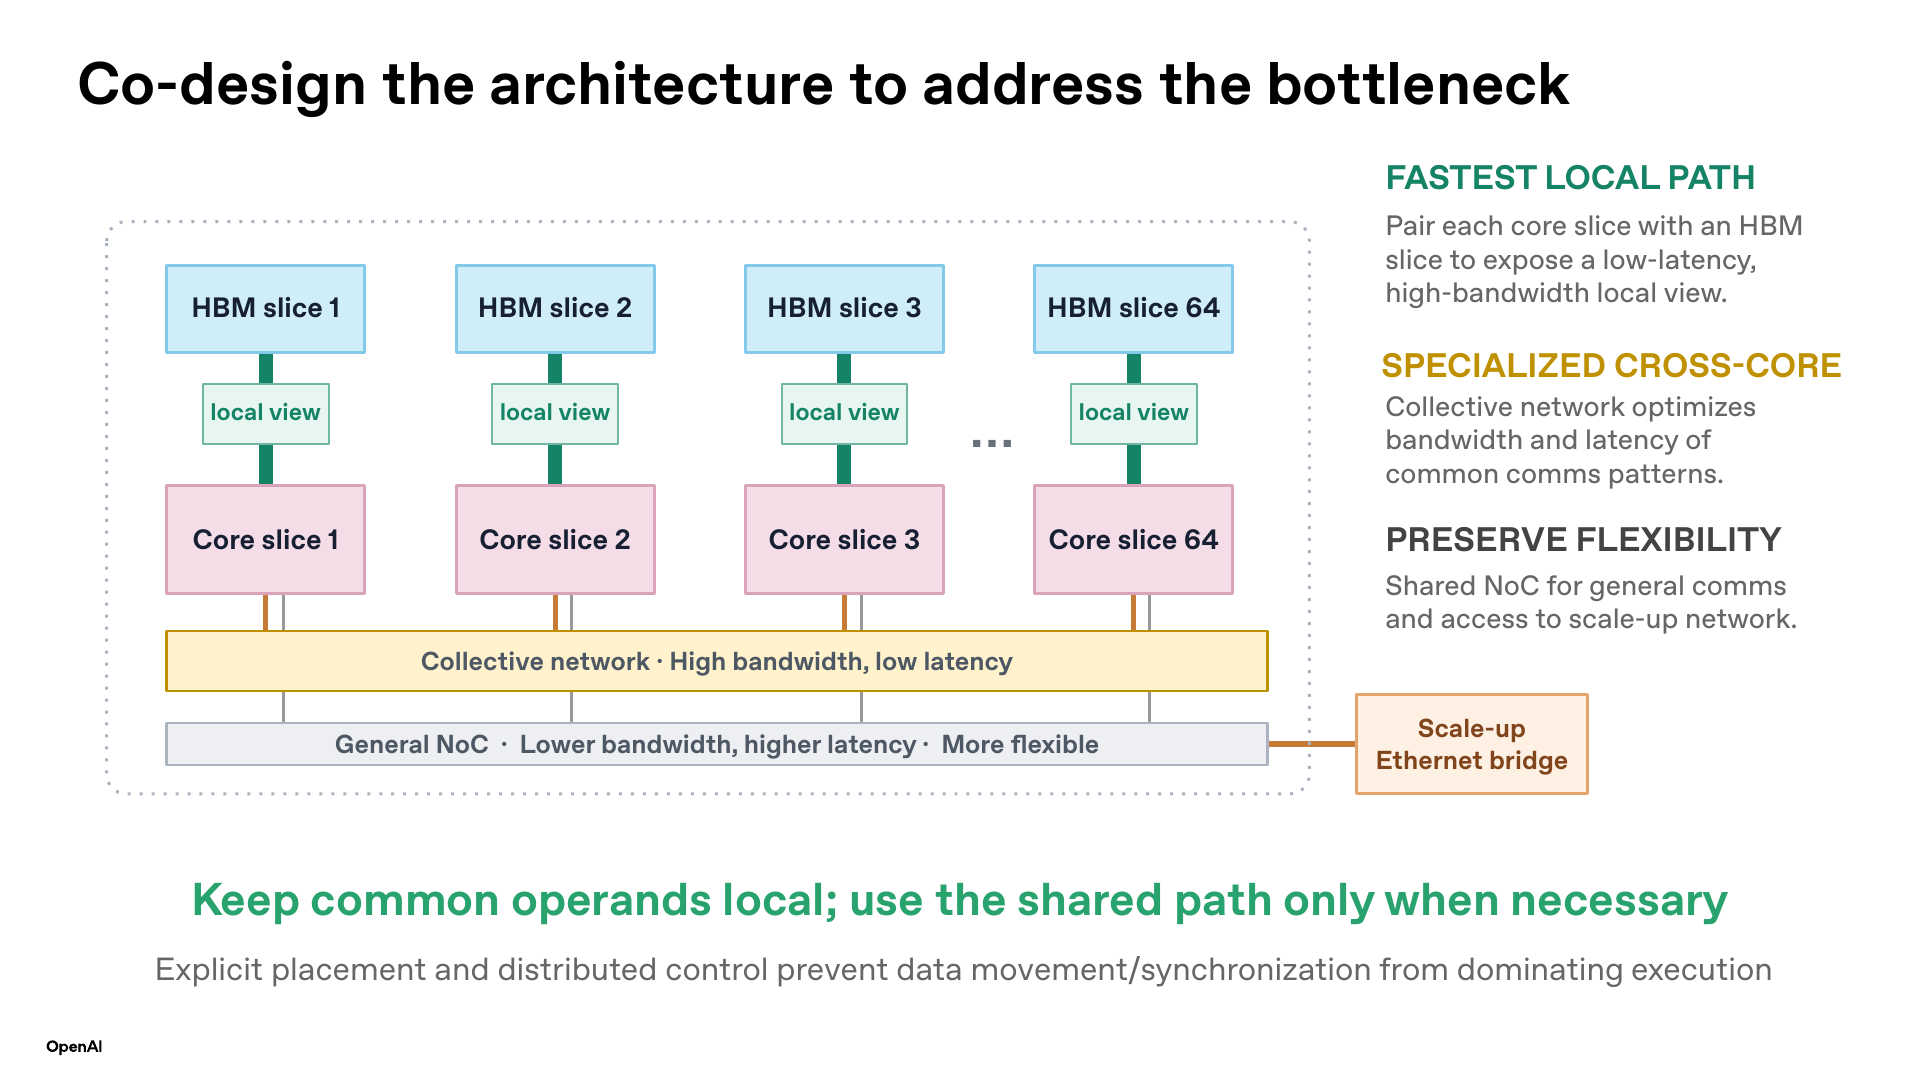 Co-design the architecture to address the bottleneck
HBM slice 1
HBM slice 2
HBM slice 3
HBM slice 64
local view
local view
local view
...
local view
Core slice 1
Core slice 2
Core slice 3
Core slice 64
Collective network · High bandwidth, low latency
General NoC · Lower bandwidth, higher latency · More flexible
Scale-up
Ethernet bridge
FASTEST LOCAL PATH
Pair each core slice with an HBM
slice to expose a low-latency,
high-bandwidth local view.
SPECIALIZED CROSS-CORE
Collective network optimizes
bandwidth and latency of
common comms patterns.
PRESERVE FLEXIBILITY
Shared NoC for general comms
and access to scale-up network.
Keep common operands local; use the shared path only when necessary
Explicit placement and distributed control prevent data movement/synchronization from dominating execution
OpenAI